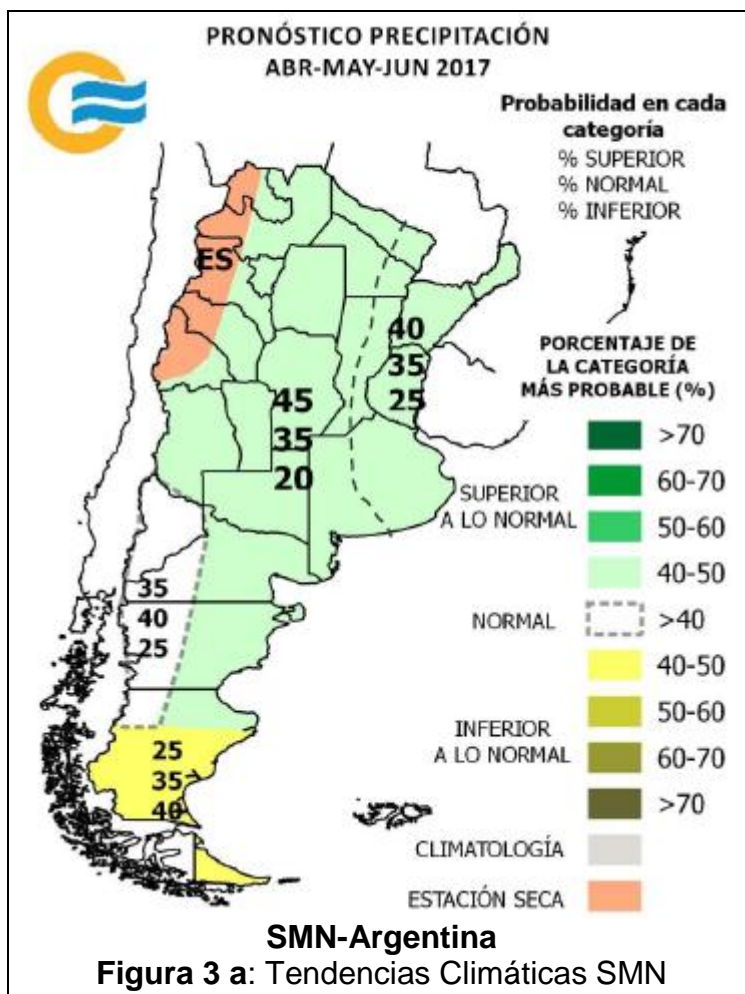 PRONÓSTICO PRECIPITACIÓN
ABR-MAY-JUN 2017
Probabilidad en cada
categoría
% SUPERIOR
% NORMAL
% INFERIOR
ES
40
35
25
45
35
20
35
40
25
25
35
40
PORCENTAJE DE
LA CATEGORÍA
MÁS PROBABLE (%)
SUPERIOR
A LO NORMAL
>70
60-70
50-60
40-50
NORMAL
>40
INFERIOR
A LO NORMAL
40-50
50-60
60-70
>70
CLIMATOLOGÍA
ESTACIÓN SECA
SMN-Argentina
Figura 3 a: Tendencias Climáticas SMN